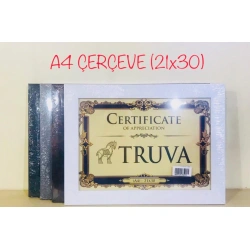 A4 ÇERÇEVE (21x30)
CERTIFICATE
OF APPRECIATION
TRUVA